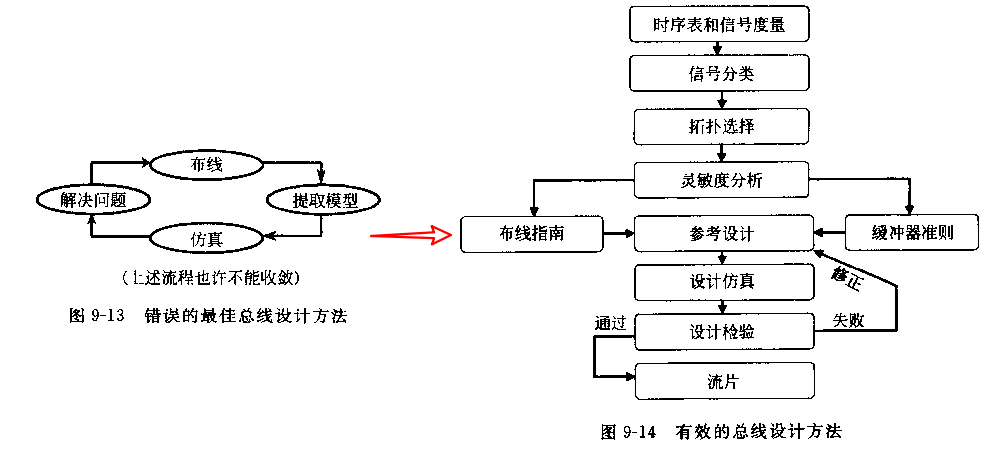 布线
解决问题
提取模型
仿真
(上述流程也许不能收敛)
图 9-13 错误的最佳总线设计方法
时序表和信号度量
信号分类
拓扑选择
灵敏度分析
布线指南
参考设计
缓冲器准则
修正
设计仿真
通过
设计检验
失败
流片
图 9-14 有效的总线设计方法